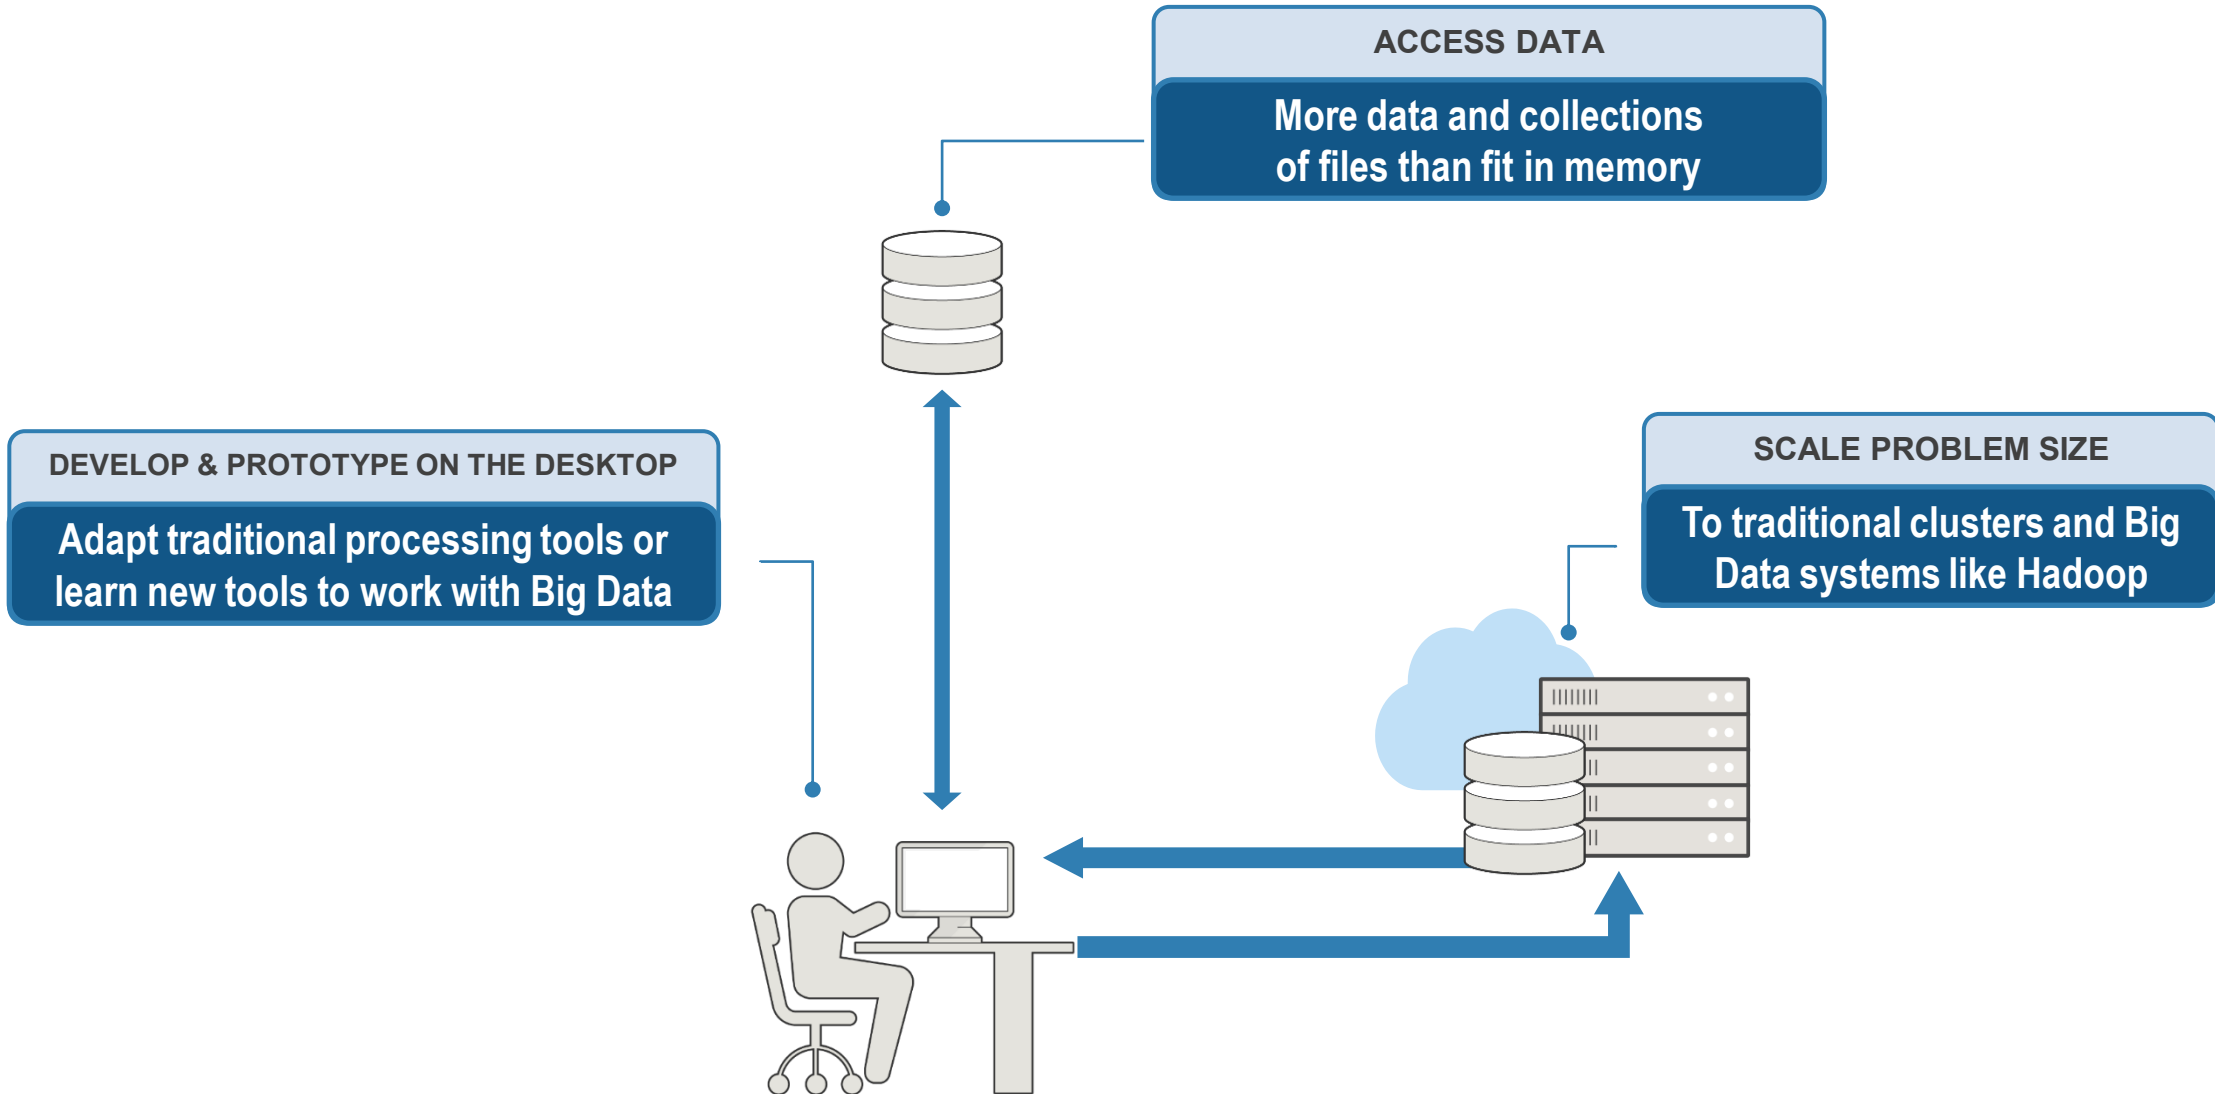 ACCESS DATA
More data and collections
of files than fit in memory
DEVELOP & PROTOTYPE ON THE DESKTOP
Adapt traditional processing tools or
learn new tools to work with Big Data
SCALE PROBLEM SIZE
To traditional clusters and Big
Data systems like Hadoop